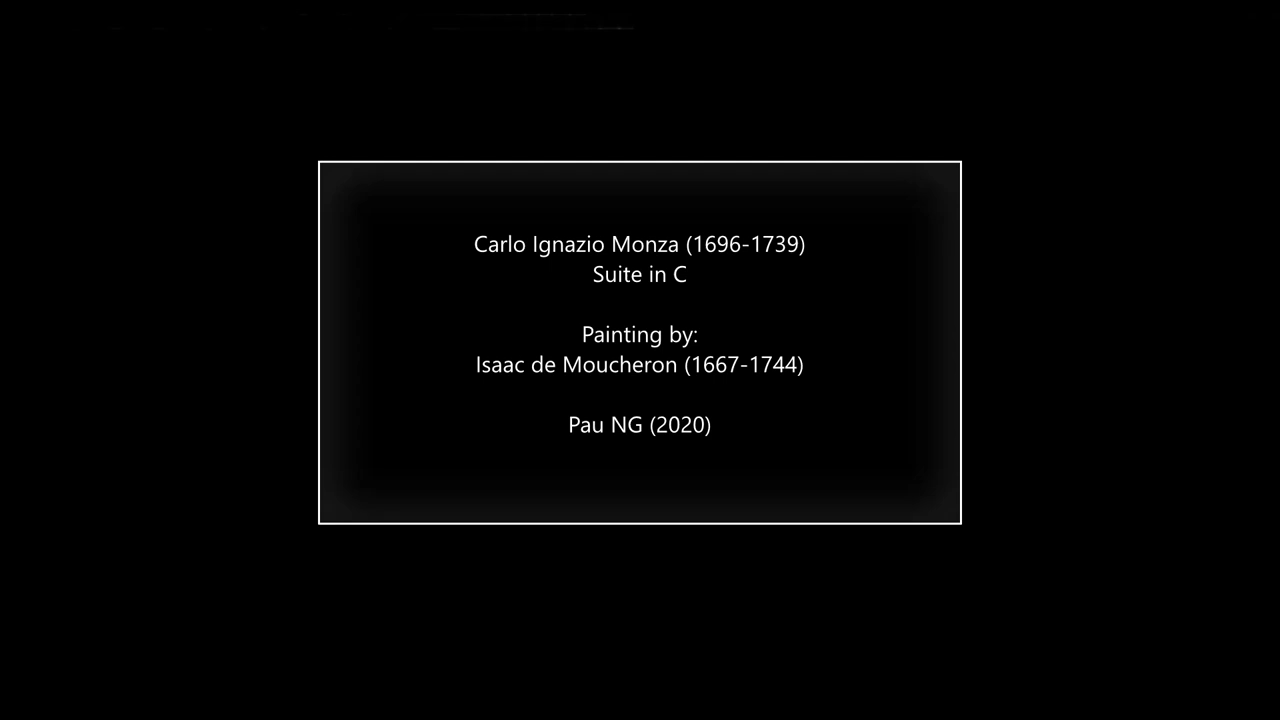 Carlo Ignazio Monza (1696-1739)
Suite in C
Painting by:
Isaac de Moucheron (1667-1744)
Pau NG (2020)